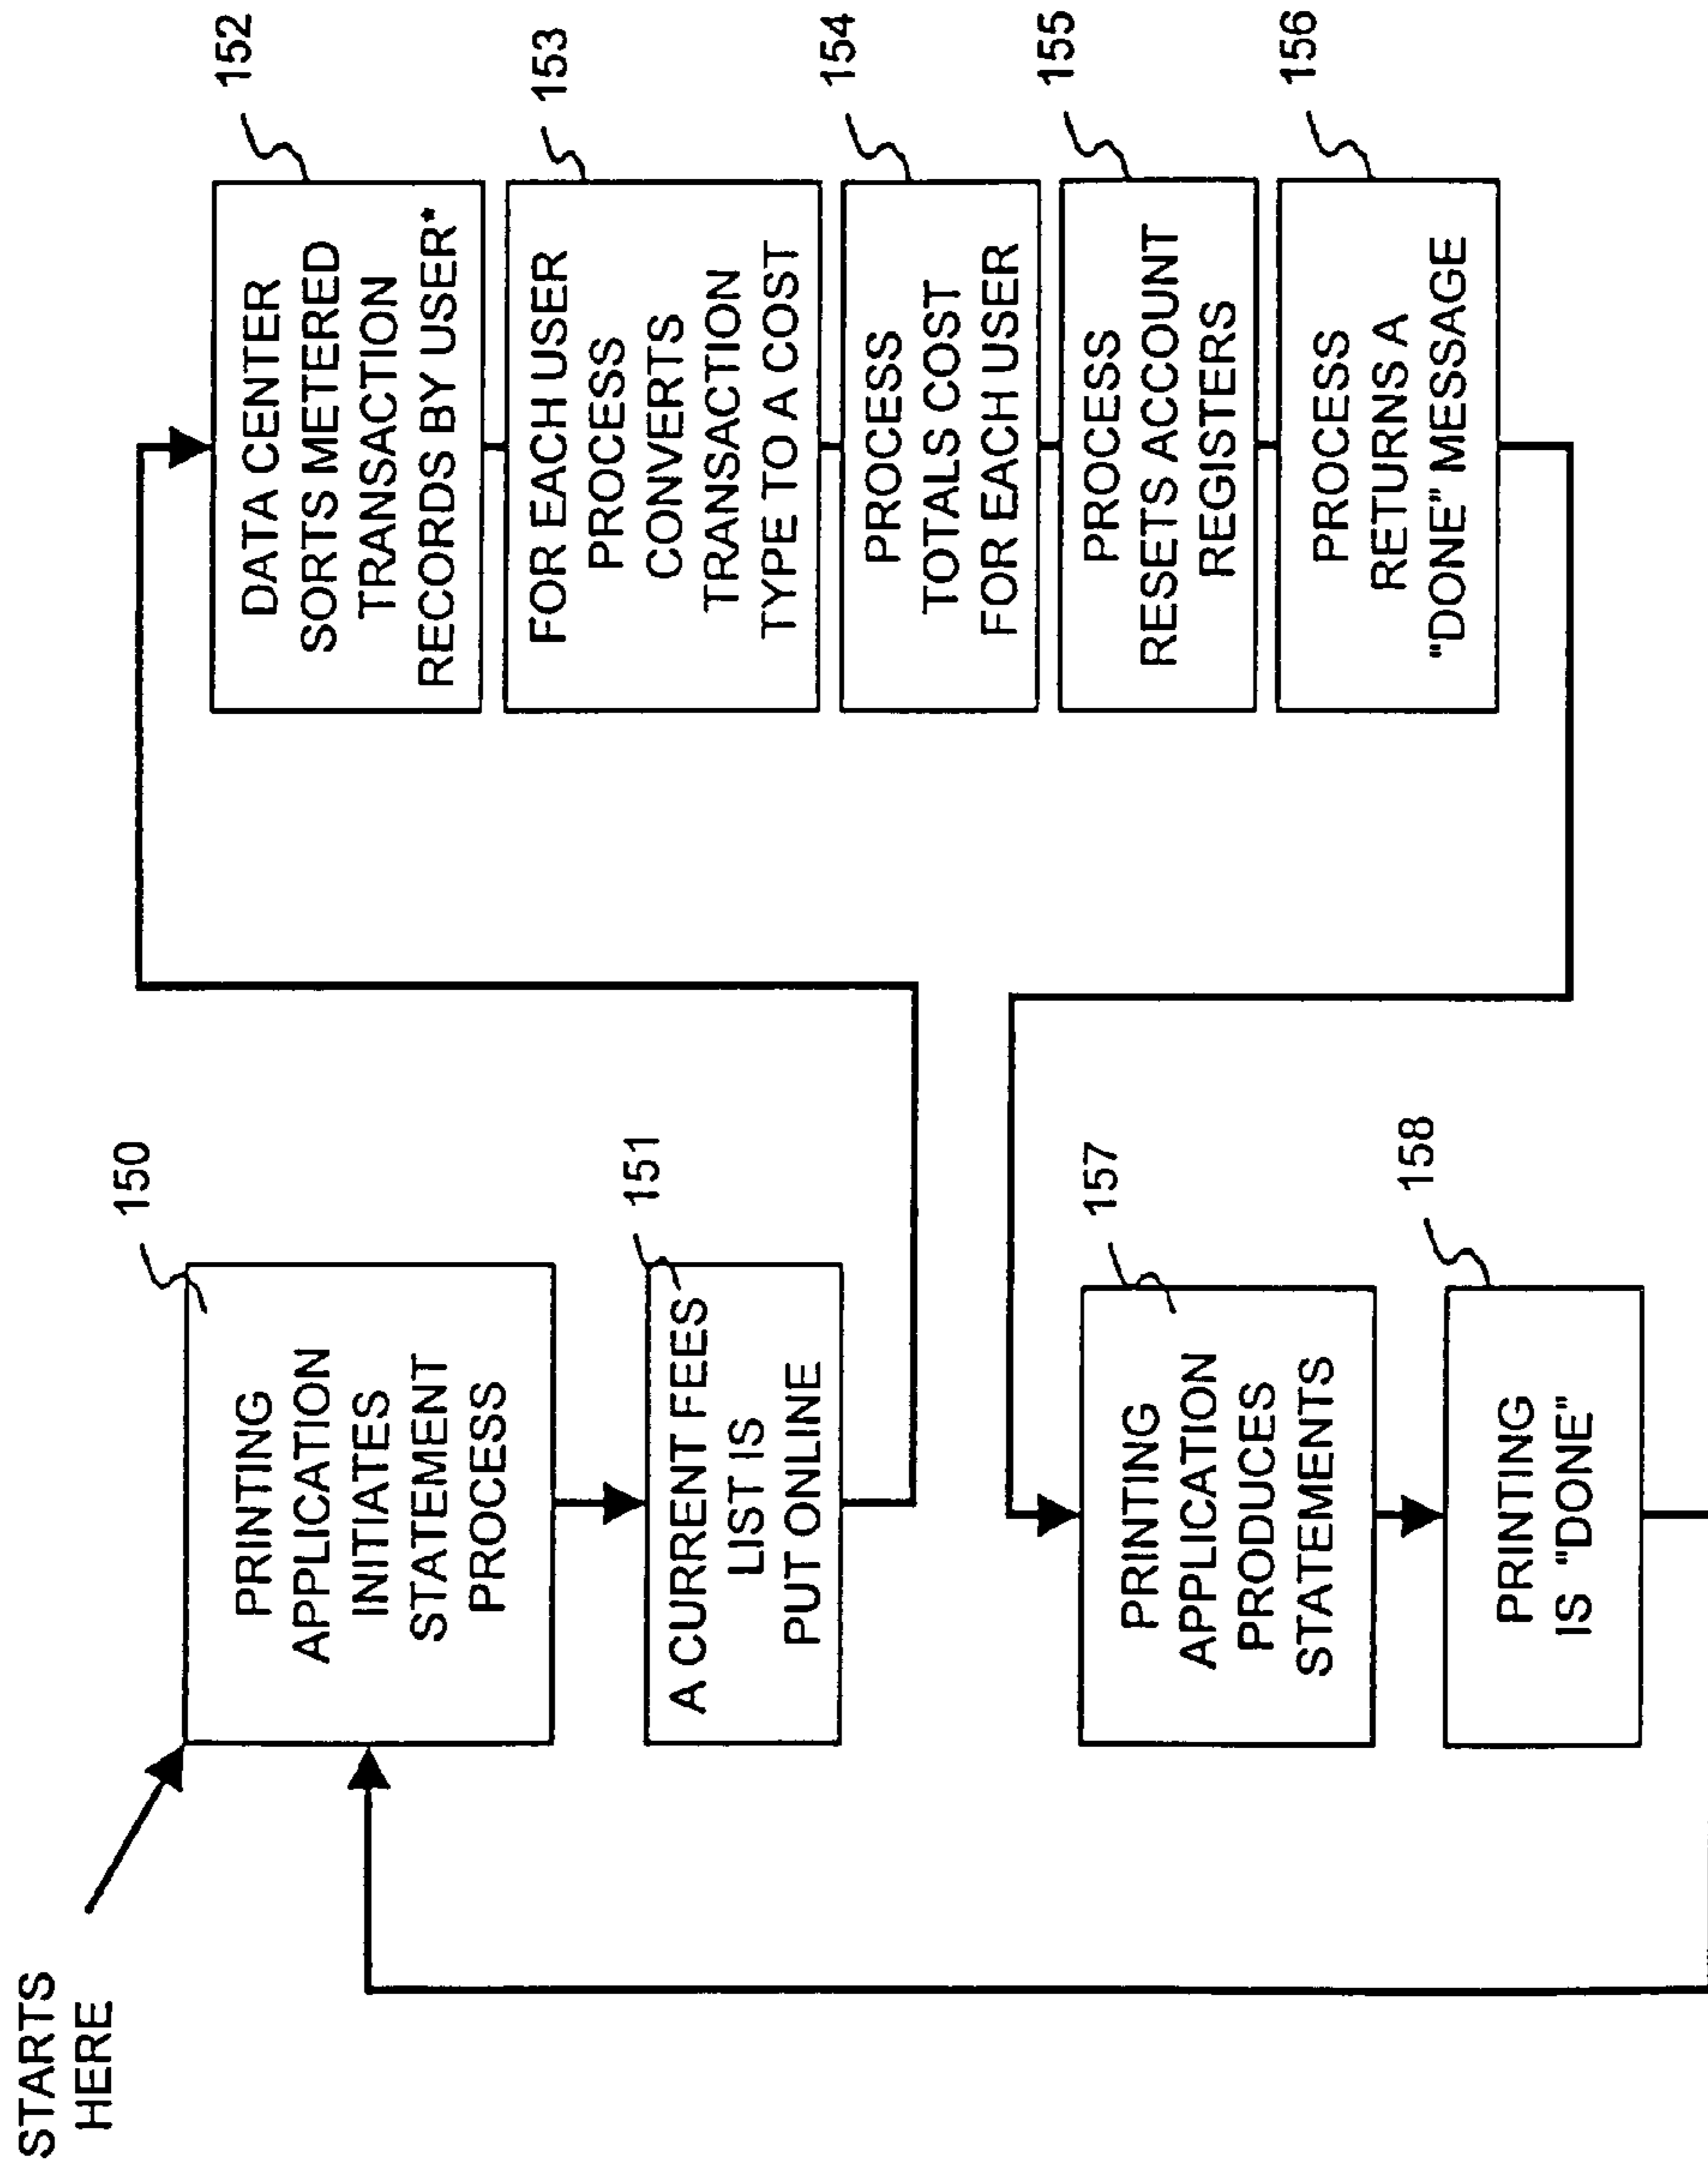 STARTS
HERE
150
PRINTING
APPLICATION
INITIATES
STATEMENT
PROCESS
151
A CURRENT FEES
LIST IS
PUT ONLINE
152
DATA CENTER
SORTS METERED
TRANSACTION
RECORDS BY USER*
153
FOR EACH USER
PROCESS
CONVERTS
TRANSACTION
TYPE TO A COST
154
PROCESS
TOTALS COST
FOR EACH USER
155
PROCESS
RESETS ACCOUNT
REGISTERS
156
PROCESS
RETURNS A
"DONE" MESSAGE
157
PRINTING
APPLICATION
PRODUCES
STATEMENTS
158
PRINTING
IS "DONE"